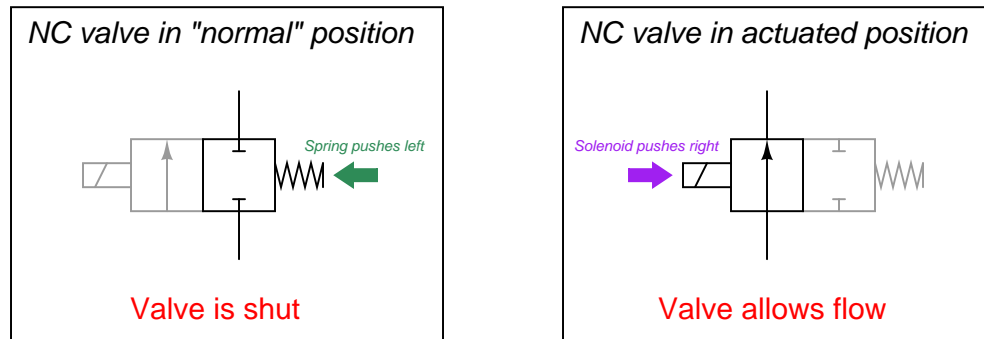 NC valve in "normal" position
Spring pushes left
Valve is shut
NC valve in actuated position
Solenoid pushes right
Valve allows flow